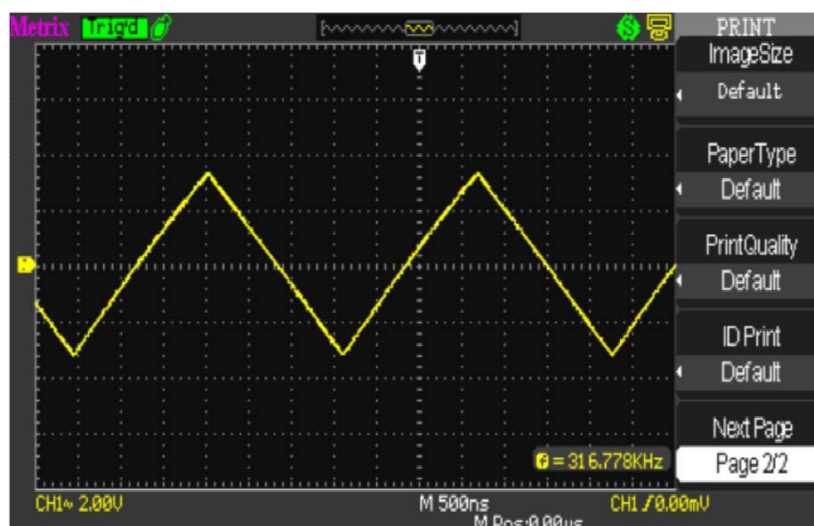 Metrix Trig'd S PRINT
T
ImageSize
Default
PaperType
Default
PrintQuality
Default
ID Print
Default
Next Page
Page 2/2
f = 316.778KHz
CH1~ 2.00V M 500ns CH1 / 0.00mV
M Pos:0.00µs